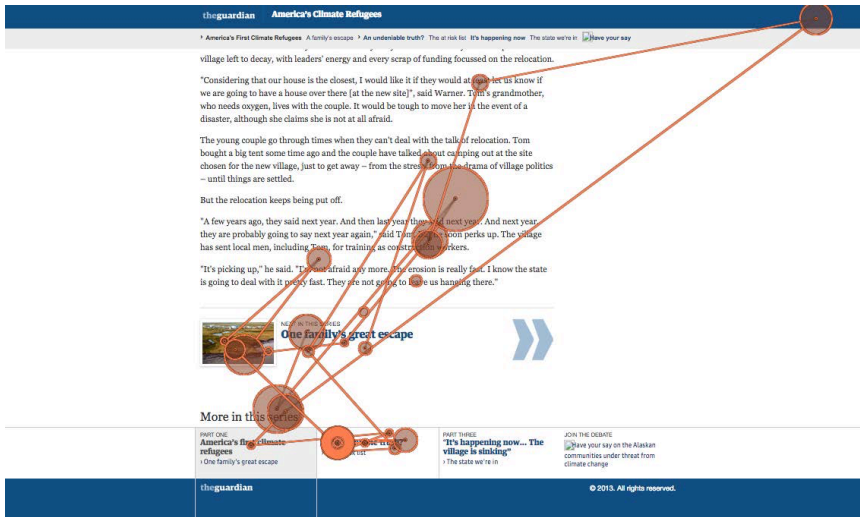 theguardian America's Climate Refugees
› America's First Climate Refugees A family's escape › An undeniable truth? The at risk list It's happening now The state we're in Have your say
village left to decay, with leaders' energy and every scrap of funding focussed on the relocation.
"Considering that our house is the closest, I would like it if they would at least let us know if
we are going to have a house over there [at the new site]", said Warner. Tom's grandmother,
who needs oxygen, lives with the couple. It would be tough to move her in the event of a
disaster, although she claims she is not at all afraid.
The young couple go through times when they can't deal with the talk of relocation. Tom
bought a big tent some time ago and the couple have talked about camping out at the site
chosen for the new village, just to get away – from the stress, from the drama of village politics
– until things are settled.
But the relocation keeps being put off.
"A few years ago, they said next year. And then last year they said next year. And next year,
they are probably going to say next year again," said Tom. soon perks up. The village
has sent local men, including Tom, for training as construction workers.
"It's picking up," he said. "I'm not afraid any more. The erosion is really fast. I know the state
is going to deal with it pretty fast. They are not going to leave us hanging there."
NEXT IN THIS SERIES
One family's great escape
More in this series
PART ONE
America's first climate
refugees
› One family's great escape
list
PART THREE
"It's happening now... The
village is sinking"
› The state we're in
JOIN THE DEBATE
Have your say on the Alaskan
communities under threat from
climate change
theguardian © 2013. All rights reserved.